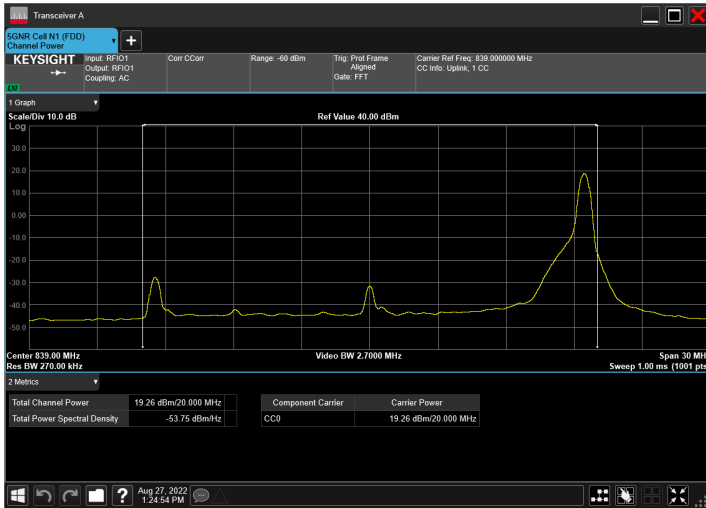 Transceiver A
5GNR Cell N1 (FDD)
Channel Power
KEYSIGHT
LXI
Input: RFIO1
Output: RFIO1
Coupling: AC
Corr CCorr
Range: -60 dBm
Trig: Prot Frame
Aligned
Gate: FFT
Carrier Ref Freq: 839.000000 MHz
CC Info: Uplink, 1 CC
1 Graph
Scale/Div 10.0 dB
Ref Value 40.00 dBm
Log
30.0
20.0
10.0
0.00
-10.0
-20.0
-30.0
-40.0
-50.0
Center 839.00 MHz
Video BW 2.7000 MHz
Span 30 MH
Res BW 270.00 kHz
Sweep 1.00 ms (1001 pts
2 Metrics
Total Channel Power 19.26 dBm/20.000 MHz
Total Power Spectral Density -53.75 dBm/Hz
Component Carrier Carrier Power
CC0 19.26 dBm/20.000 MHz
?
Aug 27, 2022
1:24:54 PM